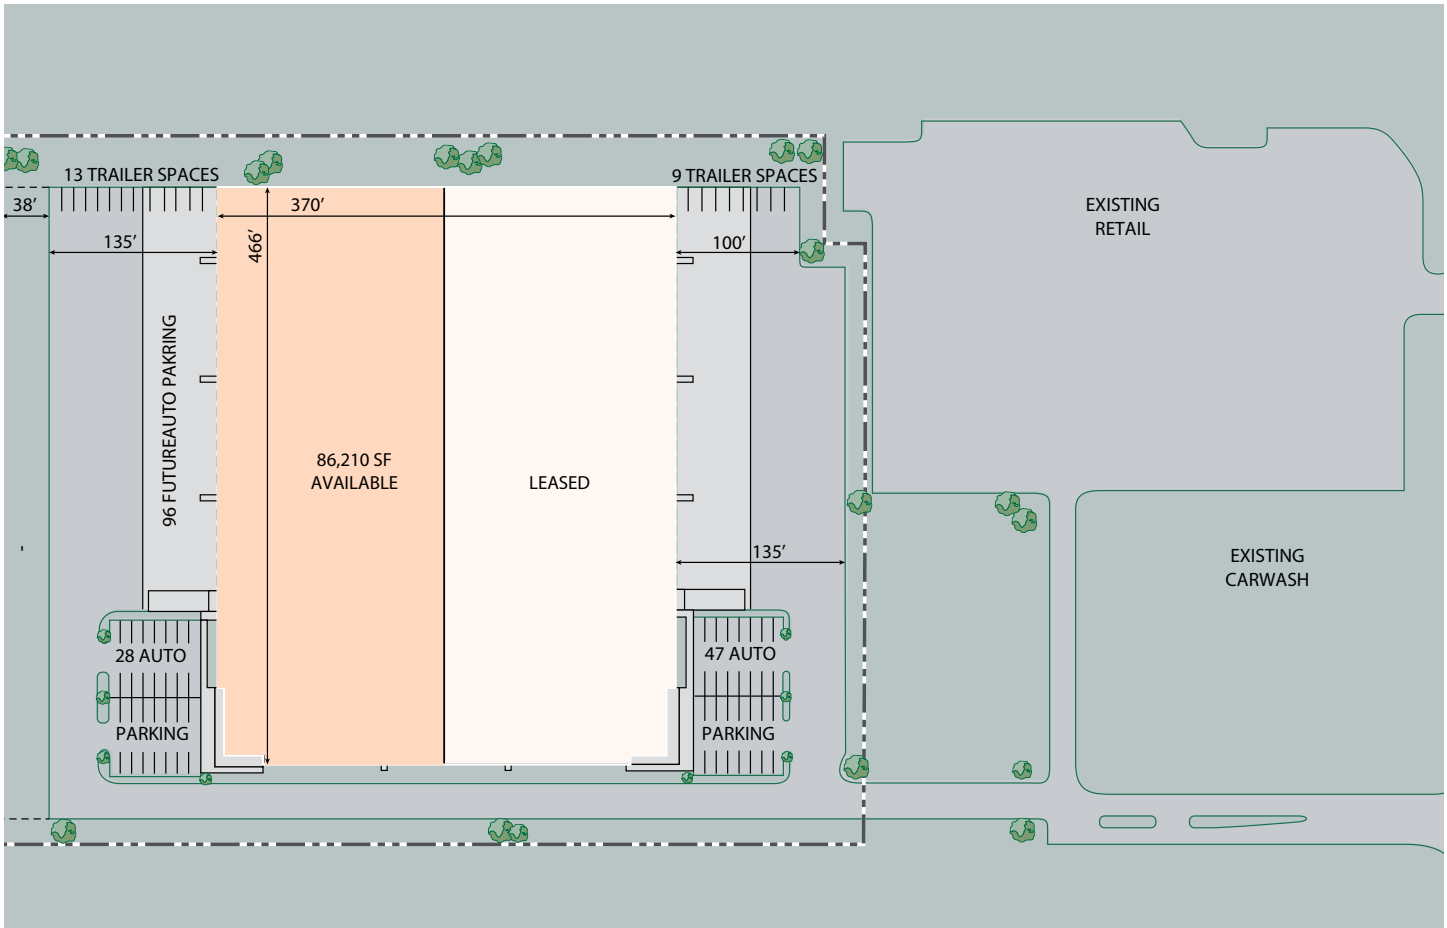 13 TRAILER SPACES
9 TRAILER SPACES
38’
370’
135’
466’
100’
EXISTING
RETAIL
96 FUTUREAUTO PAKRING
86,210 SF
AVAILABLE
LEASED
135’
EXISTING
CARWASH
28 AUTO
PARKING
47 AUTO
PARKING